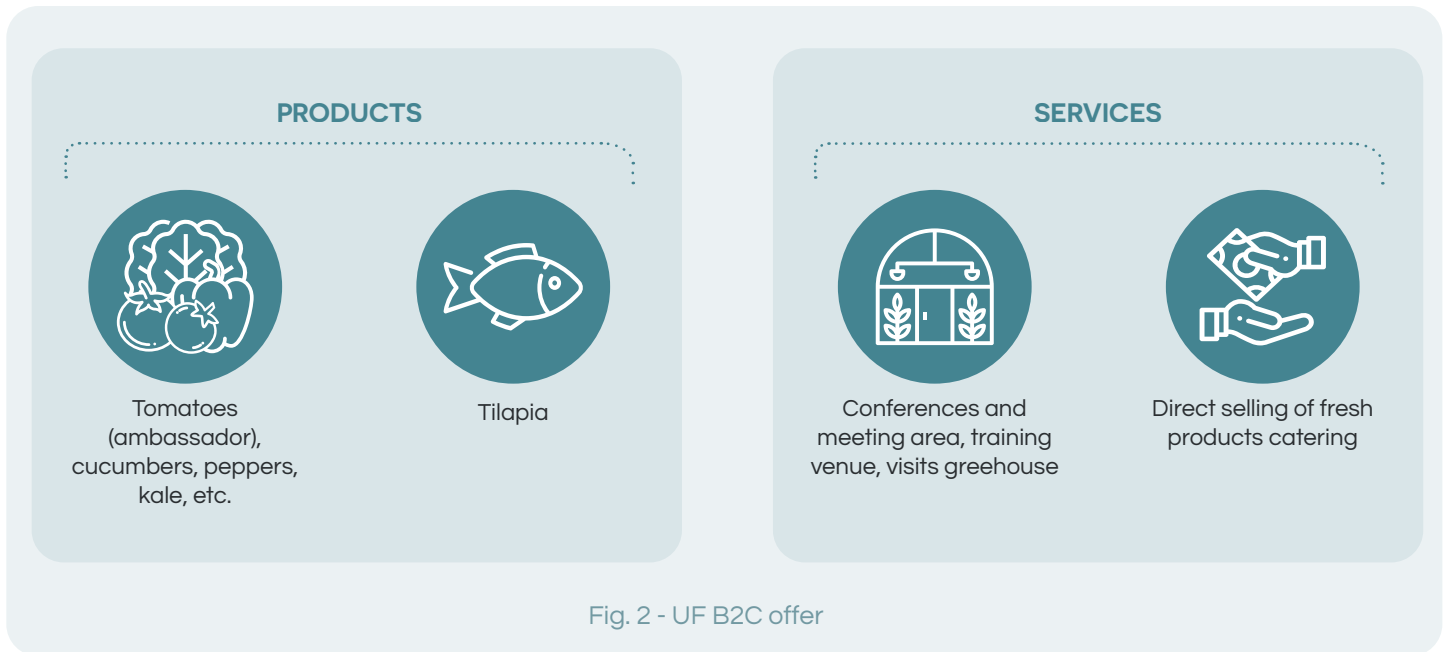 PRODUCTS
Tomatoes
(ambassador),
cucumbers, peppers,
kale, etc.
Tilapia
SERVICES
Conferences and
meeting area, training
venue, visits greehouse
Direct selling of fresh
products catering
Fig. 2 - UF B2C offer